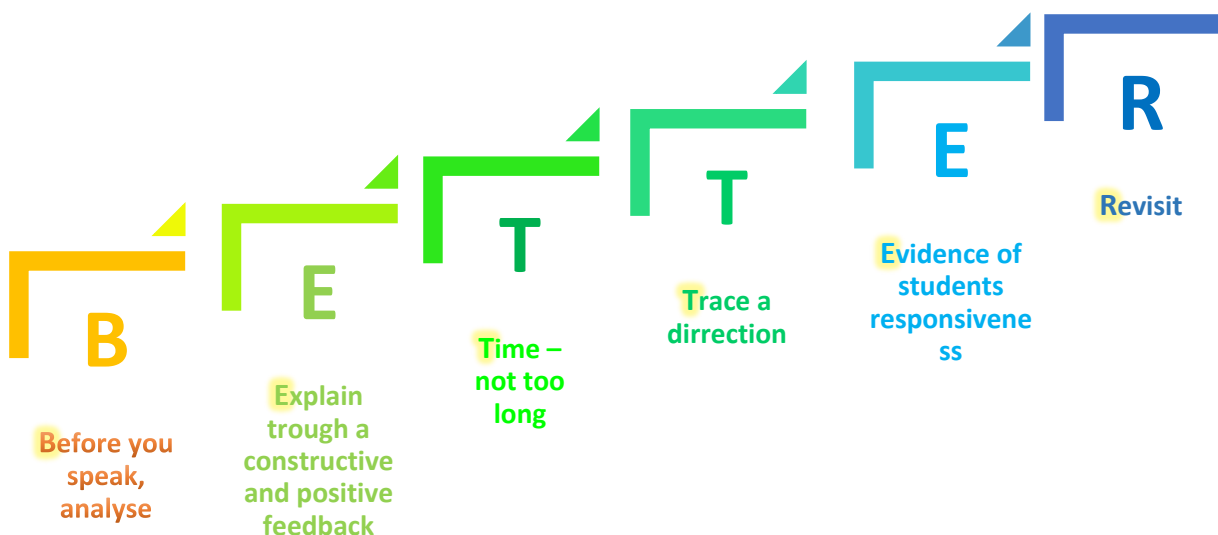 B
Before you
speak,
analyse
E
Explain
trough a
constructive
and positive
feedback
T
Time –
not too
long
T
Trace a
dirrection
E
Evidence of
students
responsivene
ss
R
Revisit